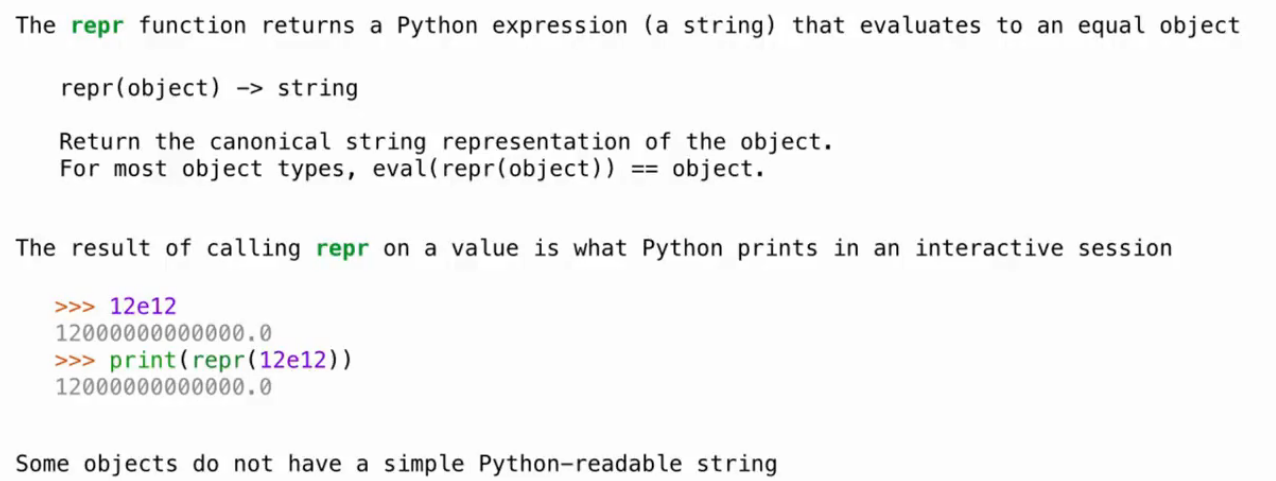 The repr function returns a Python expression (a string) that evaluates to an equal object
repr(object) -> string
Return the canonical string representation of the object.
For most object types, eval(repr(object)) == object.
The result of calling repr on a value is what Python prints in an interactive session
>>> 12e12
12000000000000.0
>>> print(repr(12e12))
12000000000000.0
Some objects do not have a simple Python-readable string